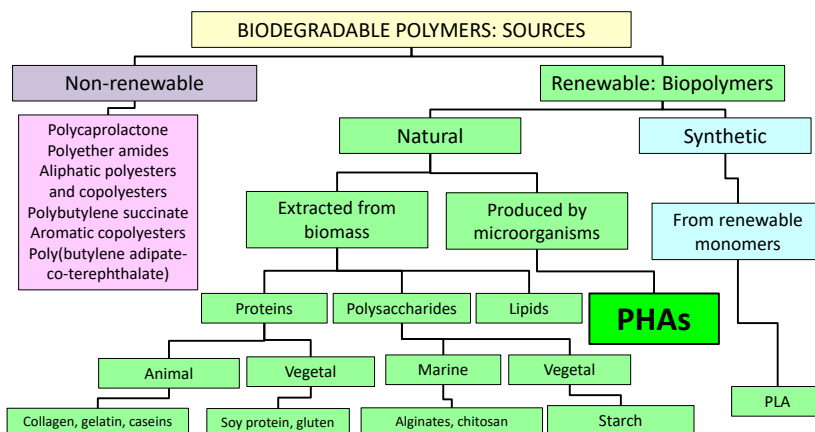 BIODEGRADABLE POLYMERS: SOURCES
Non-renewable
Renewable: Biopolymers
Polycaprolactone
Polyether amides
Aliphatic polyesters
and copolyesters
Polybutylene succinate
Aromatic copolyesters
Poly(butylene adipate-
co-terephthalate)
Natural
Synthetic
Extracted from
biomass
Produced by
microorganisms
From renewable
monomers
Proteins
Polysaccharides
Lipids
PHAs
Animal
Vegetal
Marine
Vegetal
PLA
Collagen, gelatin, caseins
Soy protein, gluten
Alginates, chitosan
Starch